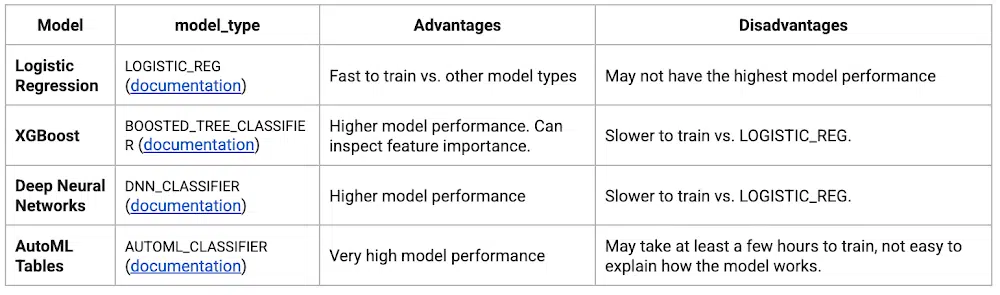 Model model_type Advantages Disadvantages
Logistic
Regression
LOGISTIC_REG
(documentation)
Fast to train vs. other model types
May not have the highest model performance
XGBoost
BOOSTED_TREE_CLASSIFIE
R (documentation)
Higher model performance. Can
inspect feature importance.
Slower to train vs. LOGISTIC_REG.
Deep Neural
Networks
DNN_CLASSIFIER
(documentation)
Higher model performance
Slower to train vs. LOGISTIC_REG.
AutoML
Tables
AUTOML_CLASSIFIER
(documentation)
Very high model performance
May take at least a few hours to train, not easy to
explain how the model works.